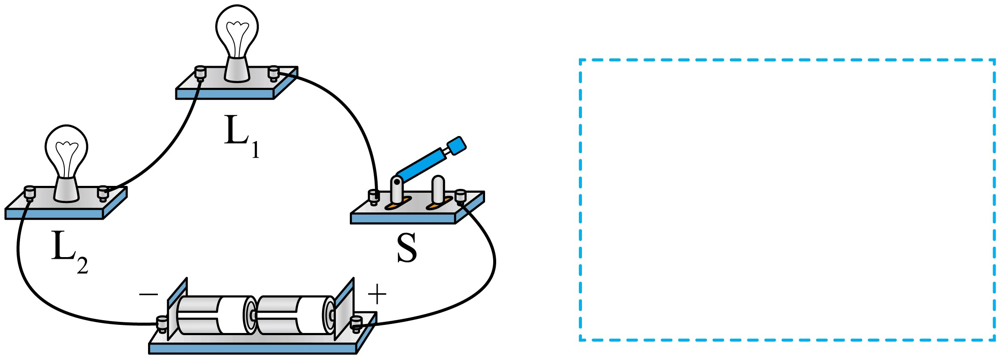 L₁
L₂
S
− +